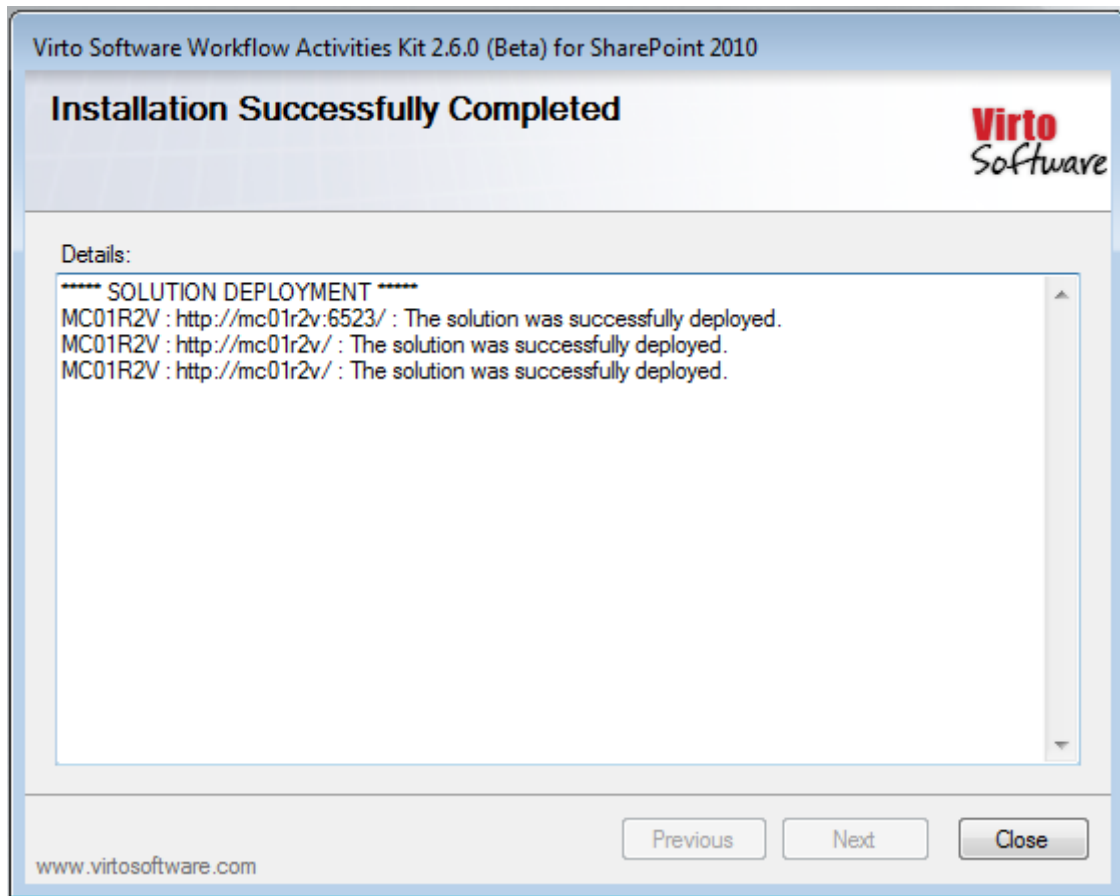 Virto Software Workflow Activities Kit 2.6.0 (Beta) for SharePoint 2010
Installation Successfully Completed
Virto
Software
Details:
***** SOLUTION DEPLOYMENT *****
MC01R2V : http://mc01r2v:6523/ : The solution was successfully deployed.
MC01R2V : http://mc01r2v/ : The solution was successfully deployed.
MC01R2V : http://mc01r2v/ : The solution was successfully deployed.
Previous
Next
Close
www.virtosoftware.com